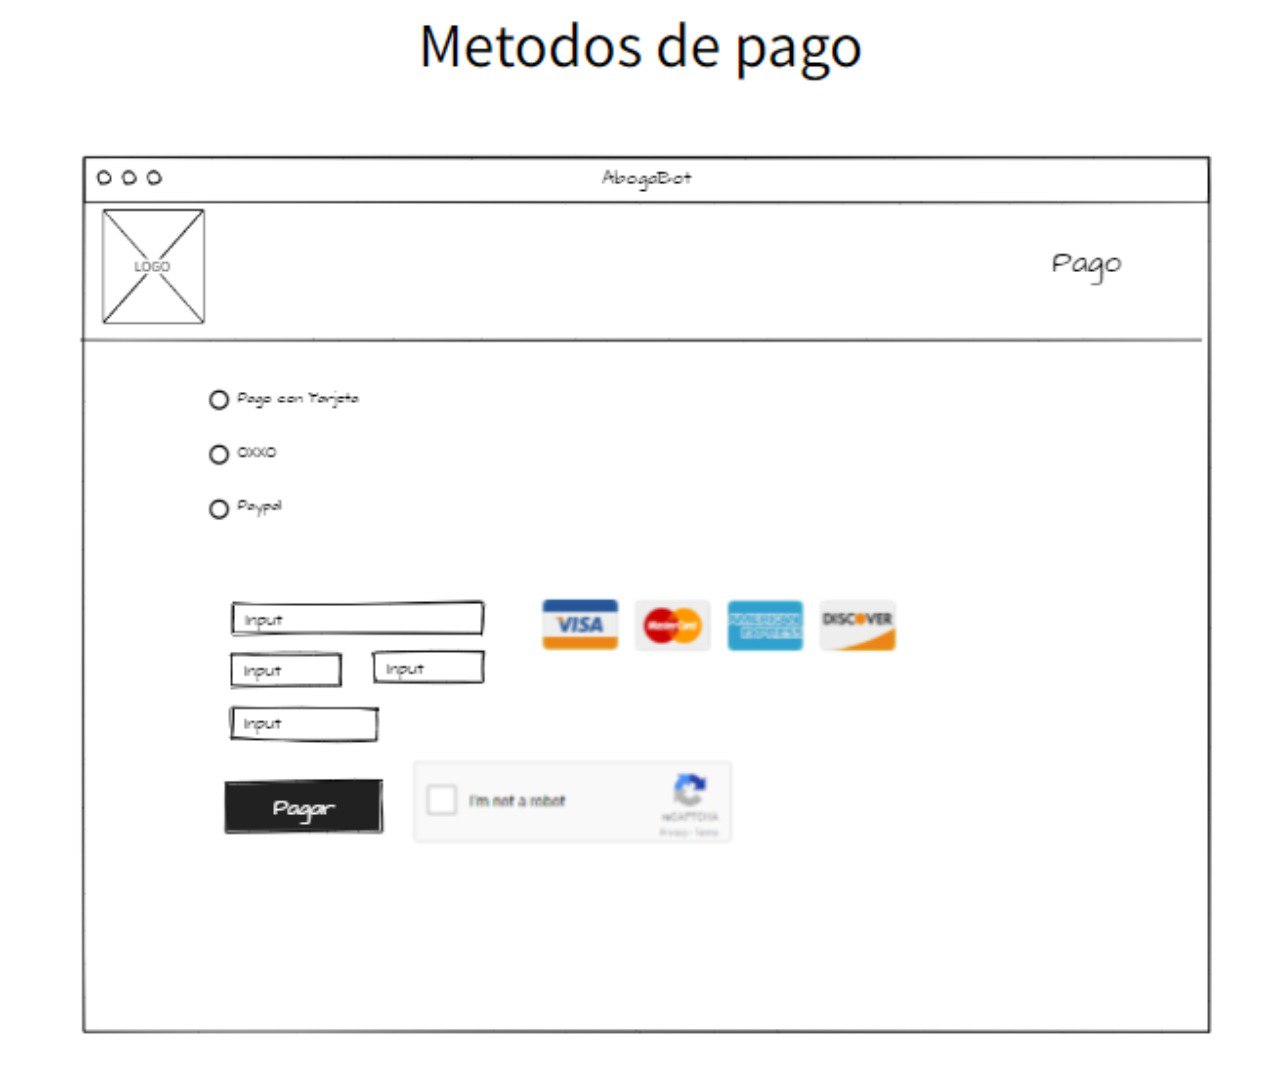 Metodos de pago
AbogaBot
LOGO
Pago
Pago con Tarjeta
OXXO
Paypal
Input
VISA
MasterCard
AMERICAN
EXPRESS
DISCOVER
Input
Input
Input
Pagar
I'm not a robot
reCAPTCHA
Privacy - Terms